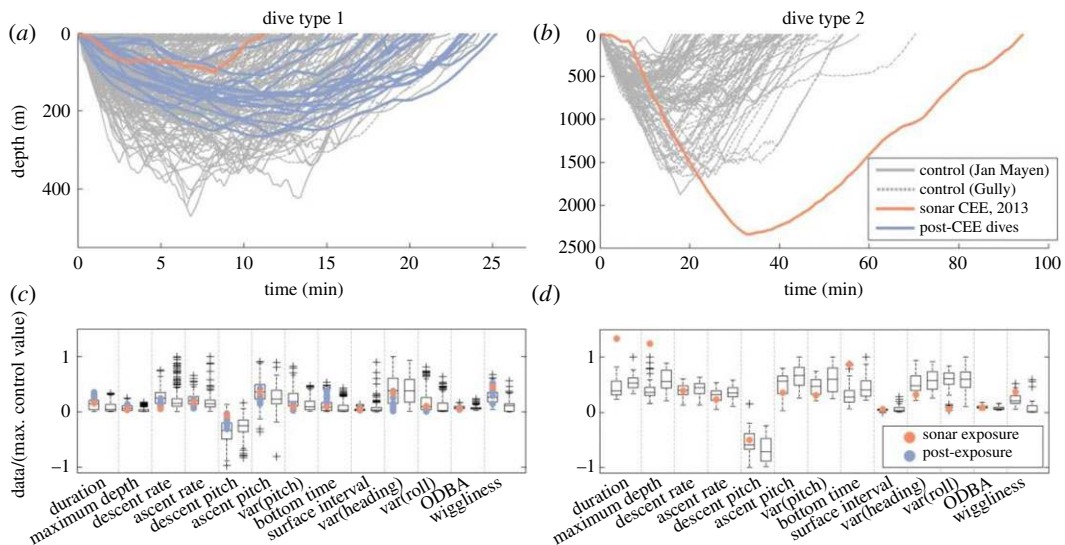 dive type 1
dive type 2
(a)
(b)
0
200
400
depth (m)
0
5
10
15
20
25
time (min)
0
500
1000
1500
2000
2500
0
20
40
60
80
100
time (min)
control (Jan Mayen)
control (Gully)
sonar CEE, 2013
post-CEE dives
(c)
(d)
data/(max. control value)
1
0
−1
duration
maximum depth
descent rate
ascent rate
descent pitch
ascent pitch
var(pitch)
bottom time
surface interval
var(heading)
var(roll)
ODBA
wiggliness
1
0
−1
sonar exposure
post-exposure
duration
maximum depth
descent rate
ascent rate
descent pitch
ascent pitch
var(pitch)
bottom time
surface interval
var(heading)
var(roll)
ODBA
wiggliness